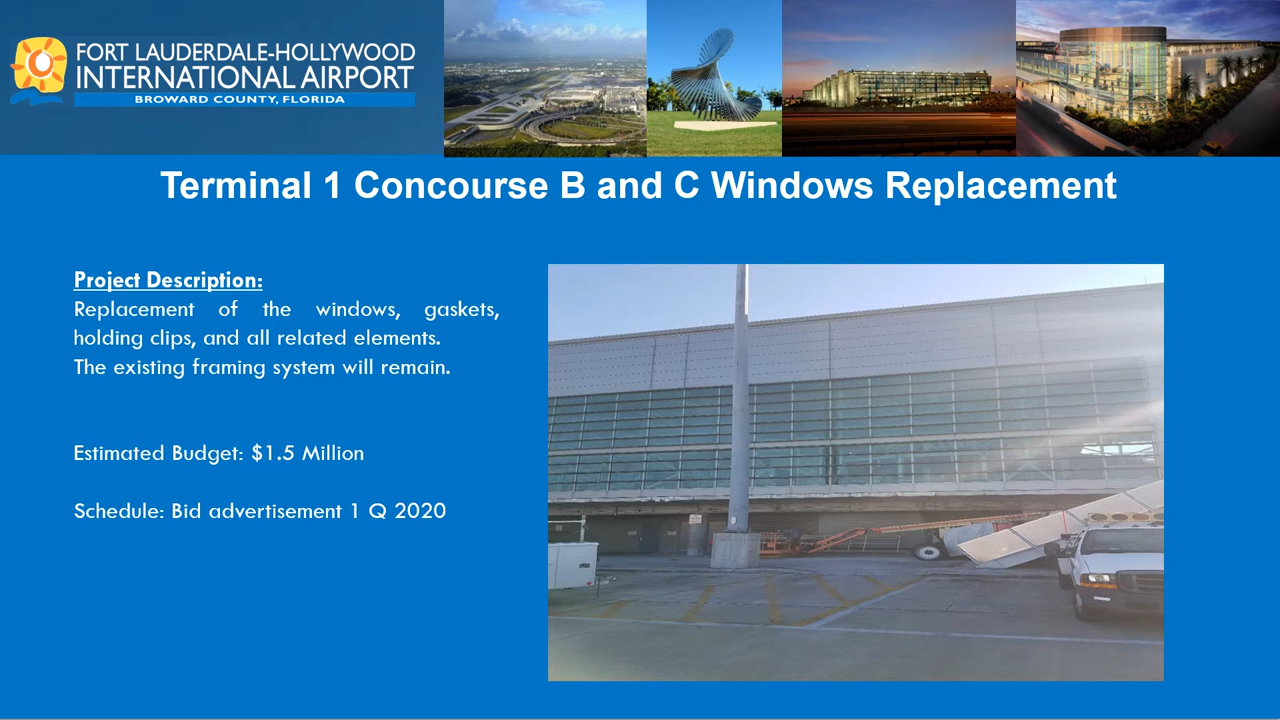 FORT LAUDERDALE-HOLLYWOOD
INTERNATIONAL AIRPORT
BROWARD COUNTY, FLORIDA
Terminal 1 Concourse B and C Windows Replacement
Project Description:
Replacement of the windows, gaskets,
holding clips, and all related elements.
The existing framing system will remain.
Estimated Budget: $1.5 Million
Schedule: Bid advertisement 1 Q 2020